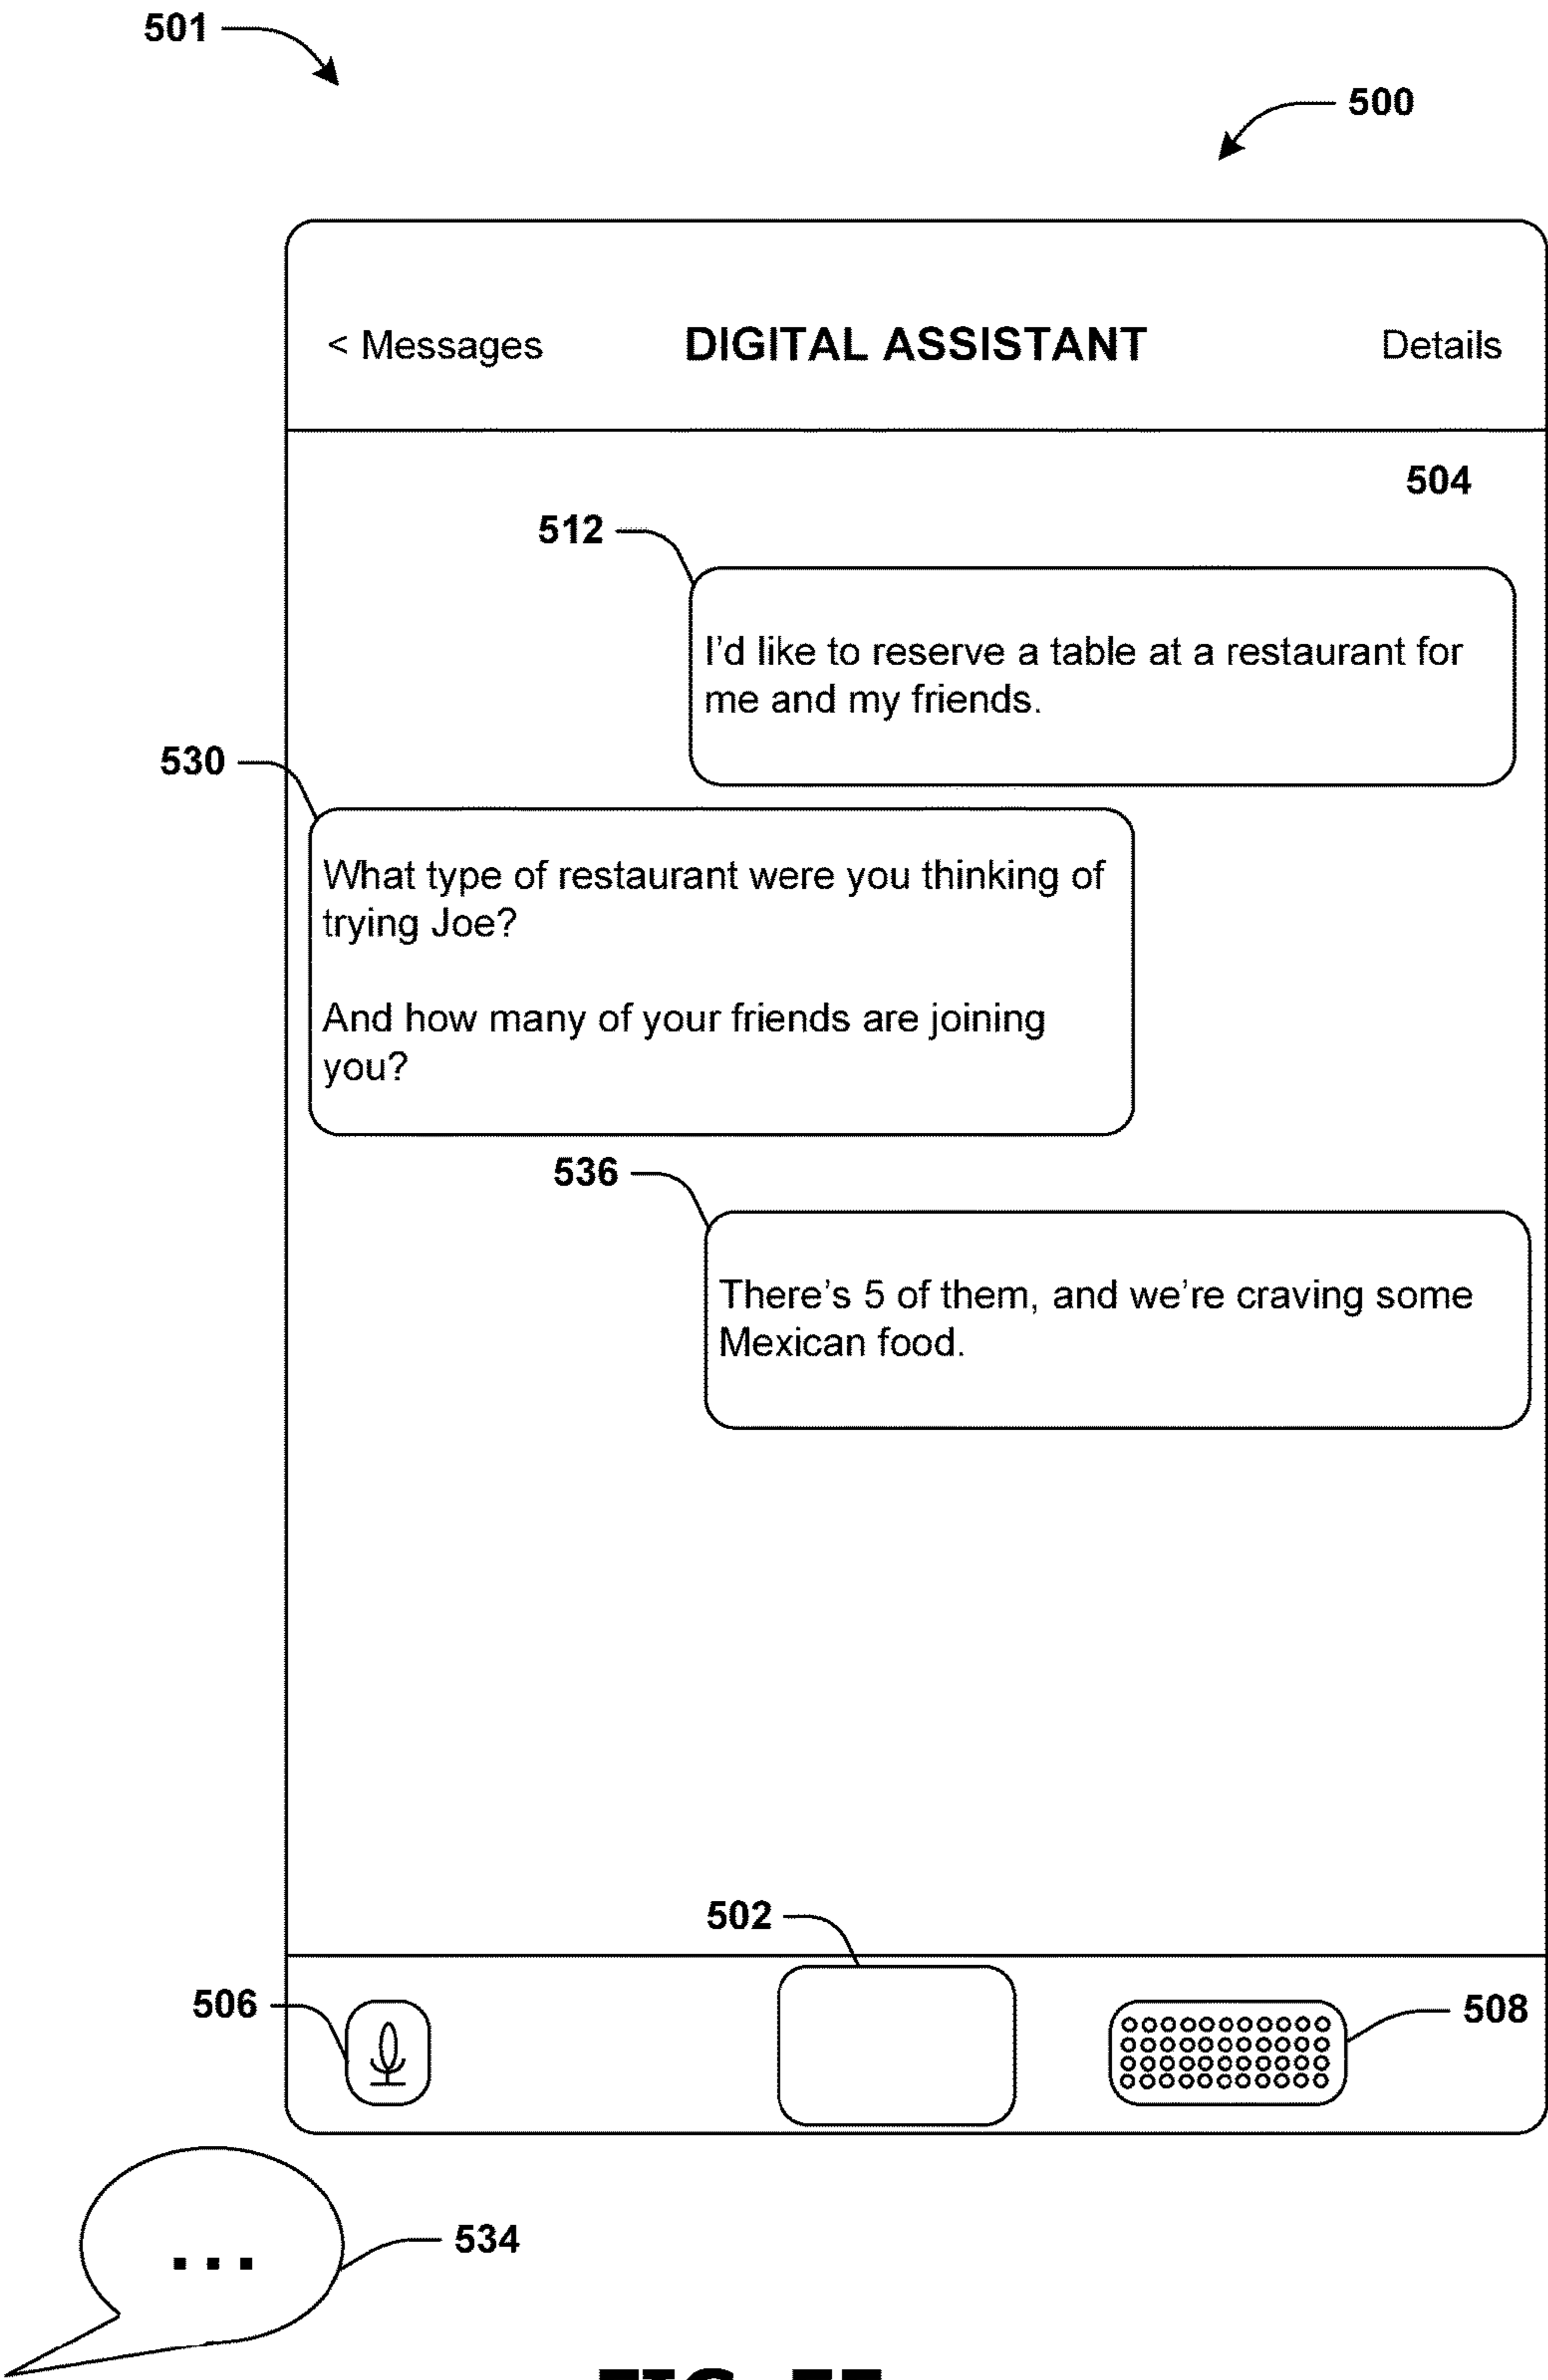 501
500
< Messages DIGITAL ASSISTANT Details
504
512
I'd like to reserve a table at a restaurant for
me and my friends.
530
What type of restaurant were you thinking of
trying Joe?
And how many of your friends are joining
you?
536
There's 5 of them, and we're craving some
Mexican food.
502
506
508
...
534